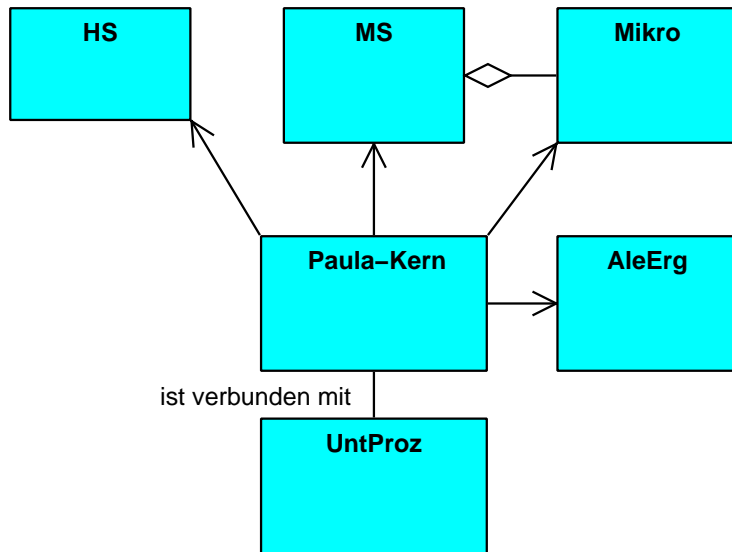 HS
MS
Mikro
Paula−Kern
AleErg
ist verbunden mit
UntProz